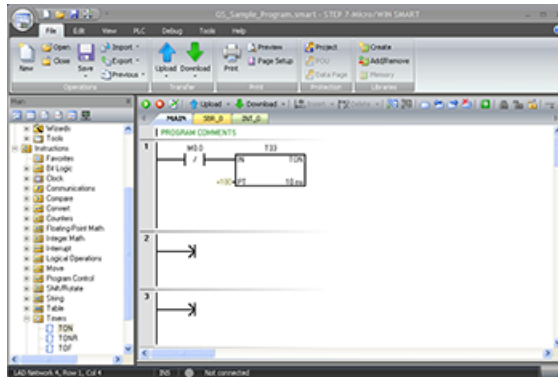 QS_Sample_Program.smart - STEP 7-Micro/WIN SMART
File Edit View PLC Debug Tools Help
New
Open
Close
Save
Import
Export
Previous
Operations
Upload Download
Transfer
Print
Preview
Page Setup
Print
Project
POU
Data Page
Protection
Create
Add/Remove
Memory
Libraries
Main
Upload Download Insert
MAIN SBR_0 INT_0
Wizards
Tools
Instructions
Favorites
Bit Logic
Clock
Communications
Compare
Convert
Counters
Floating-Point Math
Integer Math
Interrupt
Logical Operations
Move
Program Control
Shift/Rotate
String
Table
Timers
TON
TONR
TOF
PROGRAM COMMENTS
1
M0.0 T33
IN TON
+100 PT 10 ms
2
3
LAD Network 4, Row 1, Col 4 INS Not connected